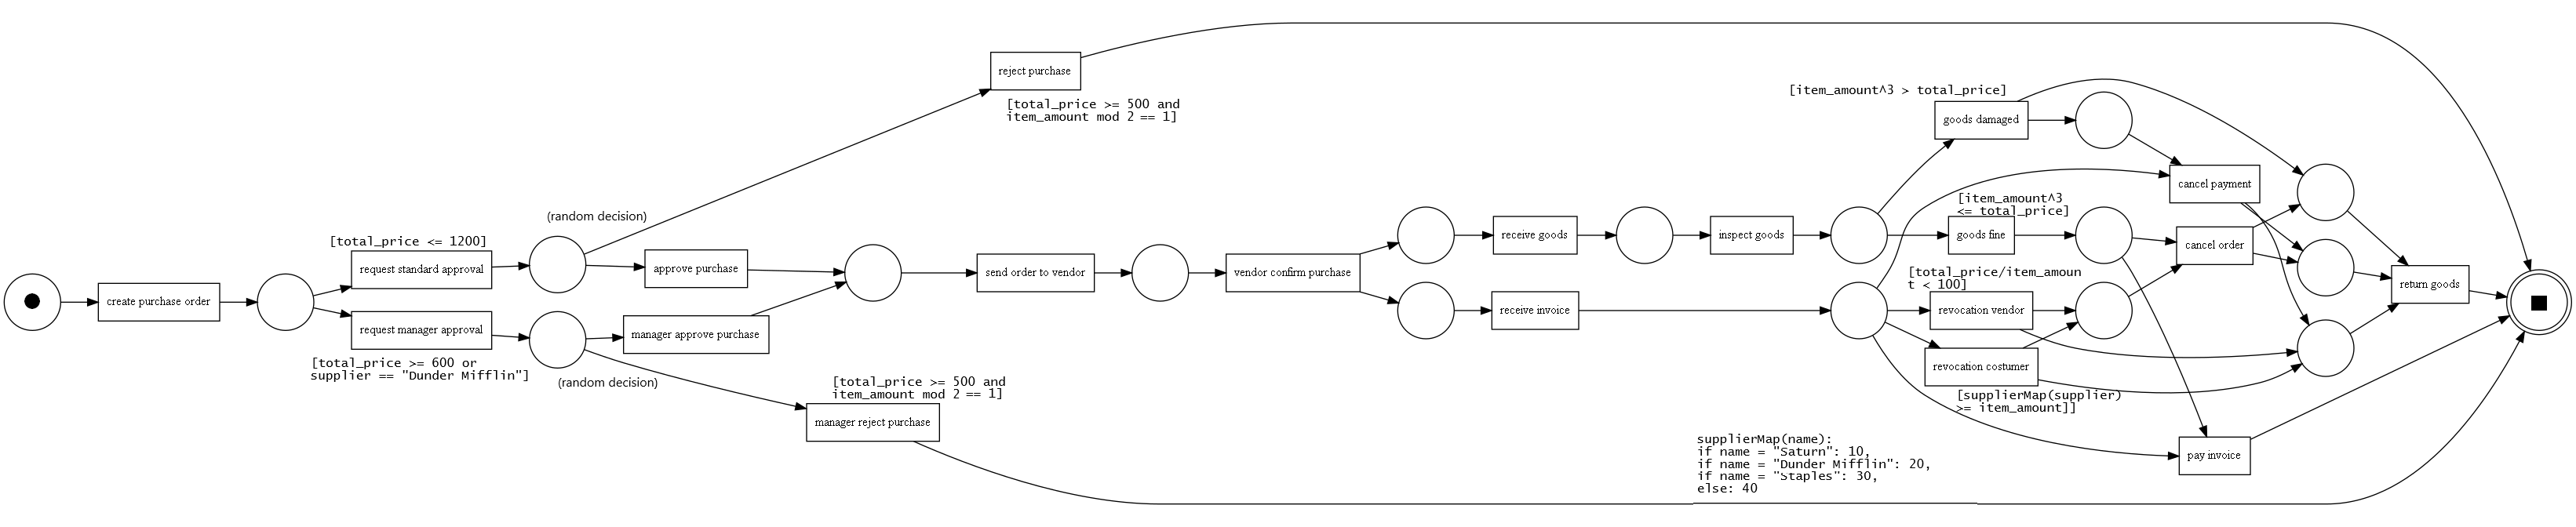 reject purchase
[total_price >= 500 and
item_amount mod 2 == 1]
[item_amount^3 > total_price]
goods damaged
cancel payment
(random decision)
[item_amount^3
<= total_price]
[total_price <= 1200]
receive goods
inspect goods
goods fine
cancel order
request standard approval
approve purchase
send order to vendor
vendor confirm purchase
[total_price/item_amoun
t < 100]
return goods
create purchase order
receive invoice
revocation vendor
request manager approval
manager approve purchase
[total_price >= 600 or
supplier == "Dunder Mifflin"]
(random decision)
revocation costumer
[total_price >= 500 and
item_amount mod 2 == 1]
[supplierMap(supplier)
>= item_amount]]
manager reject purchase
supplierMap(name):
if name = "Saturn": 10,
if name = "Dunder Mifflin": 20,
if name = "Staples": 30,
else: 40
pay invoice